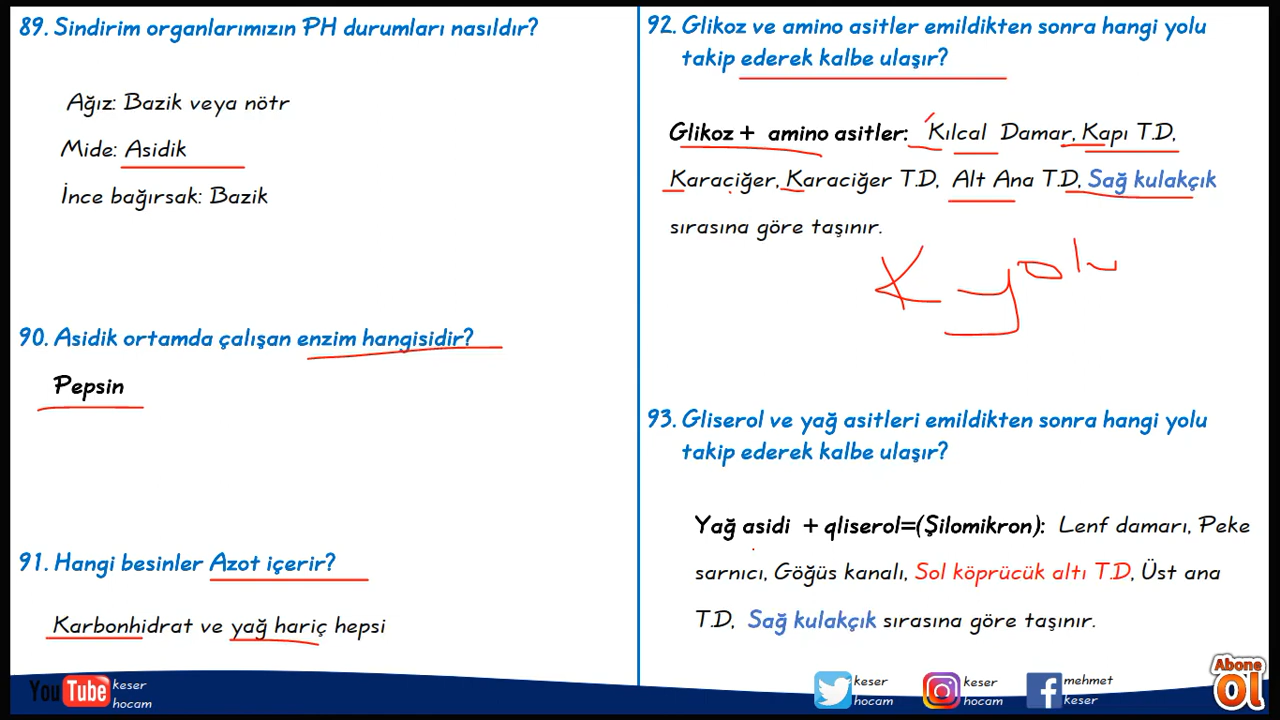 89. Sindirim organlarımızın PH durumları nasıldır?
Ağız: Bazik veya nötr
Mide: Asidik
İnce bağırsak: Bazik
90. Asidik ortamda çalışan enzim hangisidir?
Pepsin
91. Hangi besinler Azot içerir?
Karbonhidrat ve yağ hariç hepsi
92. Glikoz ve amino asitler emildikten sonra hangi yolu
takip ederek kalbe ulaşır?
Glikoz + amino asitler: Kılcal Damar, Kapı T.D,
Karaciğer, Karaciğer T.D, Alt Ana T.D, Sağ kulakçık
sırasına göre taşınır.
K yolu
93. Gliserol ve yağ asitleri emildikten sonra hangi yolu
takip ederek kalbe ulaşır?
Yağ asidi + qliserol=(Şilomikron): Lenf damarı, Peke
sarnıcı, Göğüs kanalı, Sol köprücük altı T.D, Üst ana
T.D, Sağ kulakçık sırasına göre taşınır.
YouTube keser
hocam
keser
hocam
keser
hocam
mehmet
keser
Abone
OL